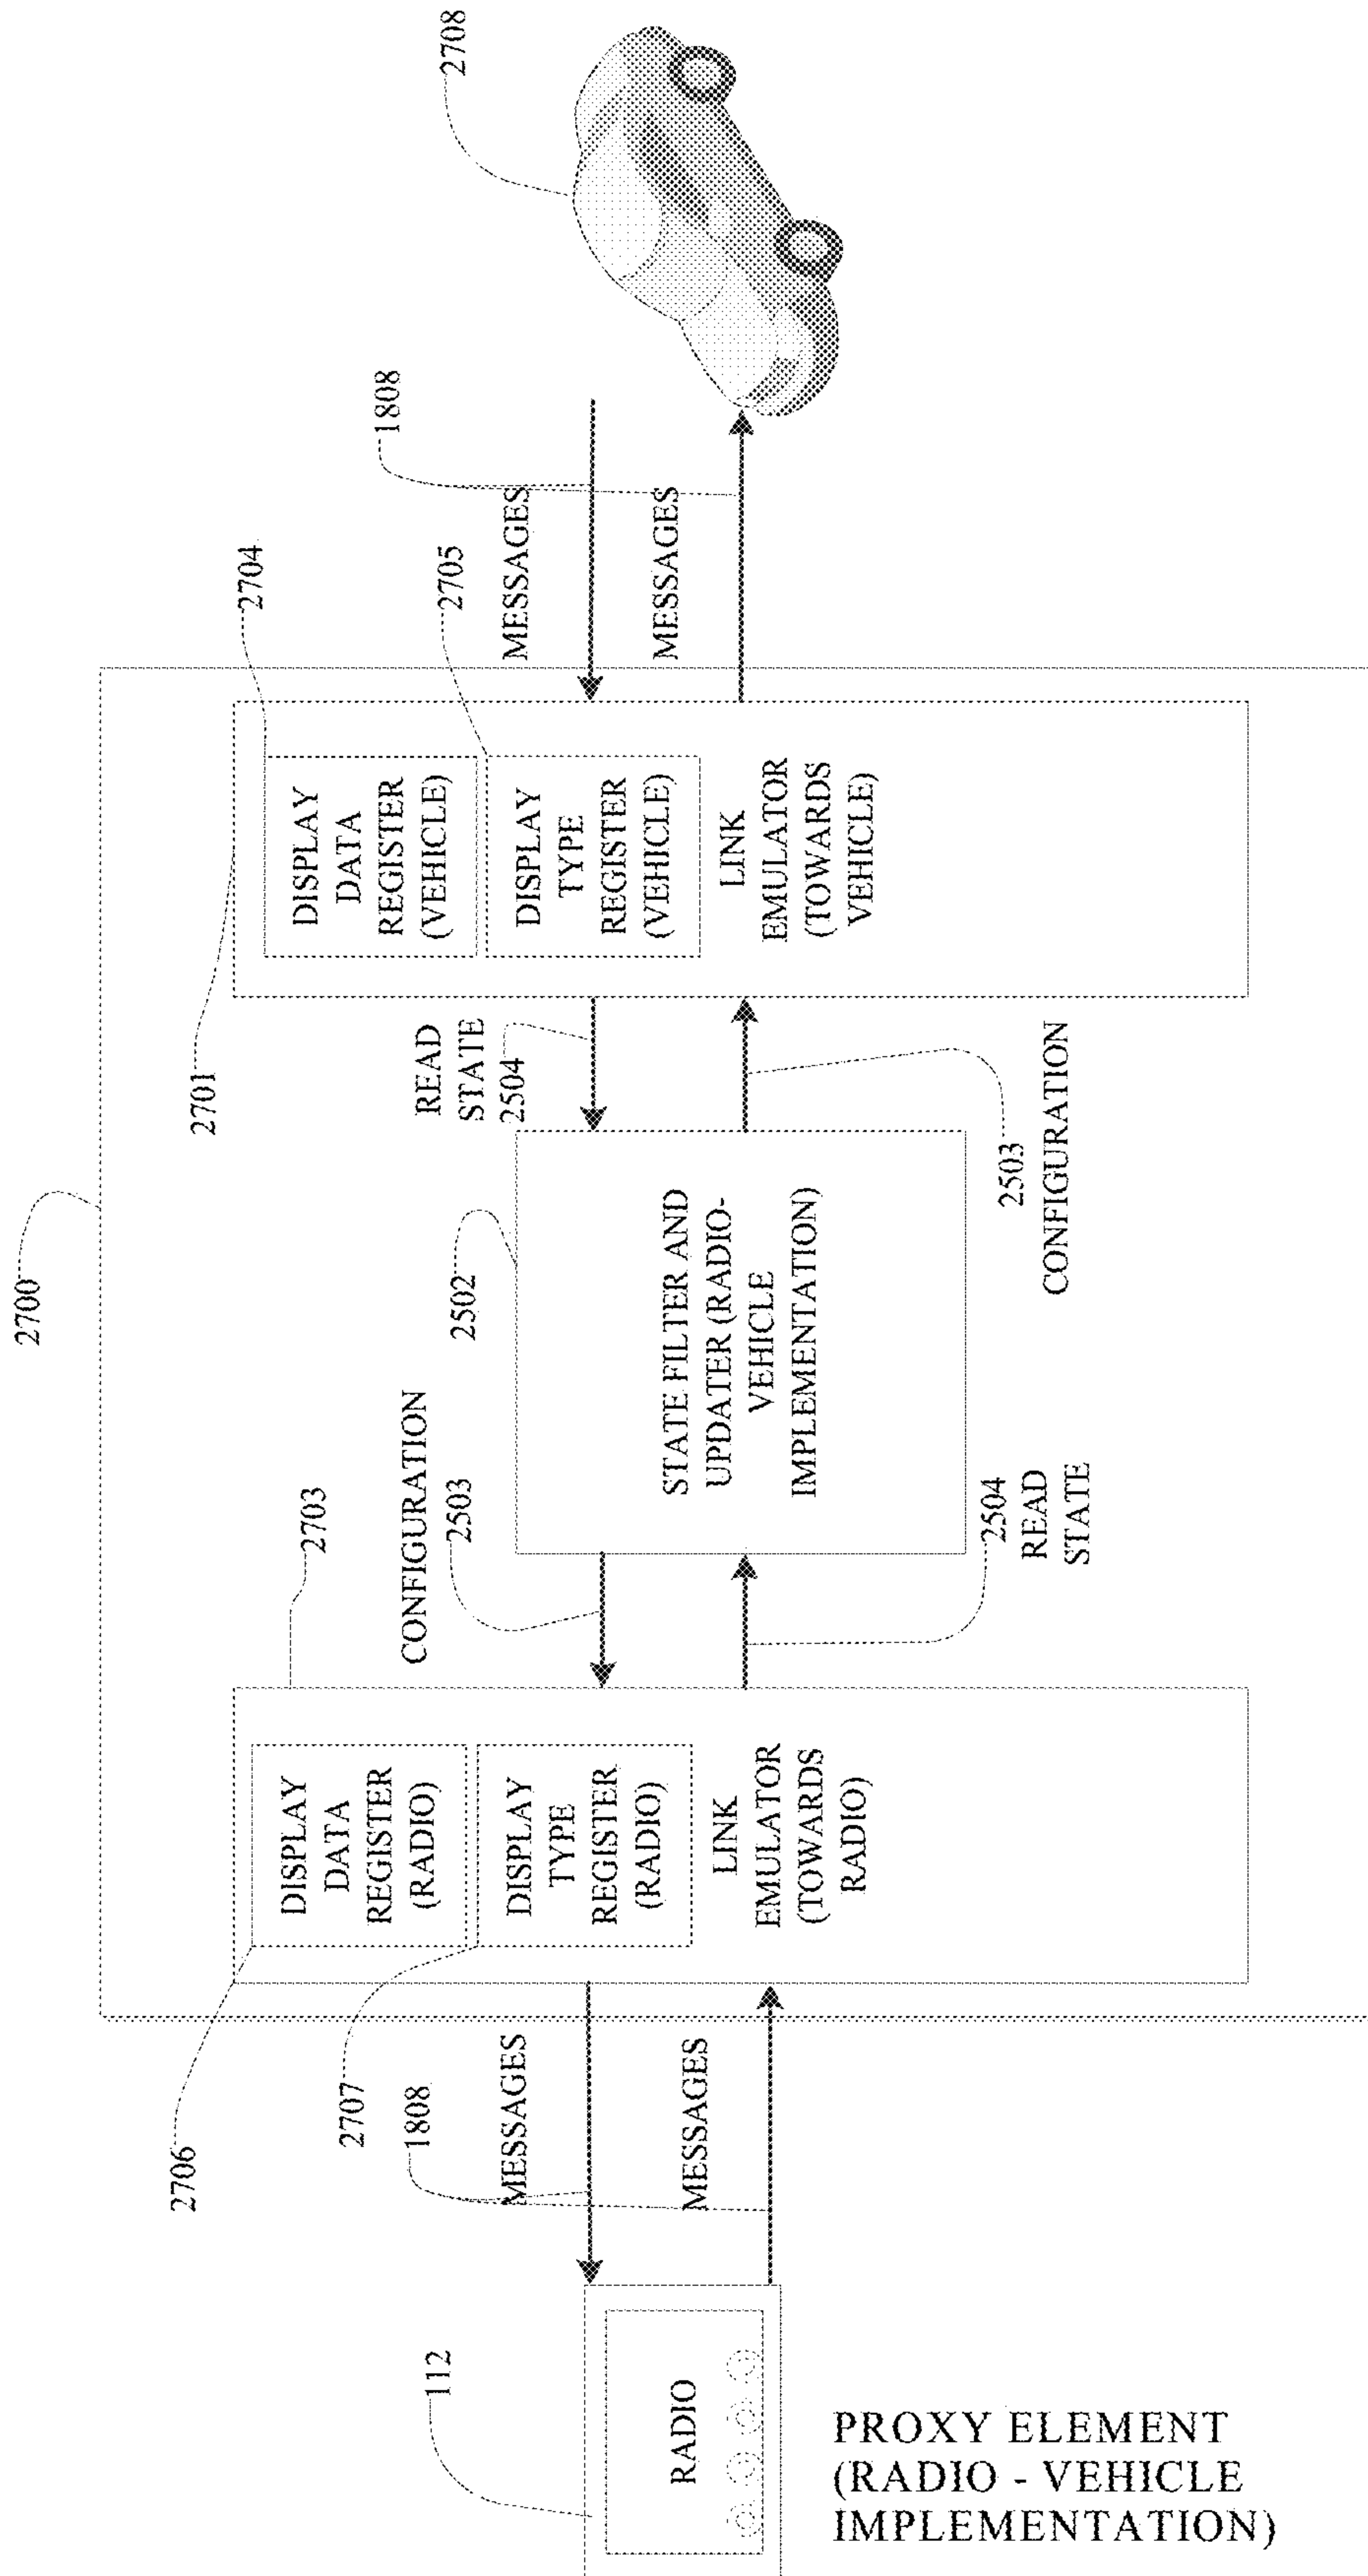 2700
2708
1808
MESSAGES
MESSAGES
2704
2705
2701
DISPLAY
DATA
REGISTER
(VEHICLE)
DISPLAY
TYPE
REGISTER
(VEHICLE)
LINK
EMULATOR
(TOWARDS
VEHICLE)
READ
STATE
2504
2503
CONFIGURATION
2502
STATE FILTER AND
UPDATER (RADIO-
VEHICLE
IMPLEMENTATION)
CONFIGURATION
2503
2504
READ
STATE
2703
DISPLAY
DATA
REGISTER
(RADIO)
DISPLAY
TYPE
REGISTER
(RADIO)
LINK
EMULATOR
(TOWARDS
RADIO)
2706
2707
1808
MESSAGES
MESSAGES
112
RADIO
PROXY ELEMENT
(RADIO - VEHICLE
IMPLEMENTATION)